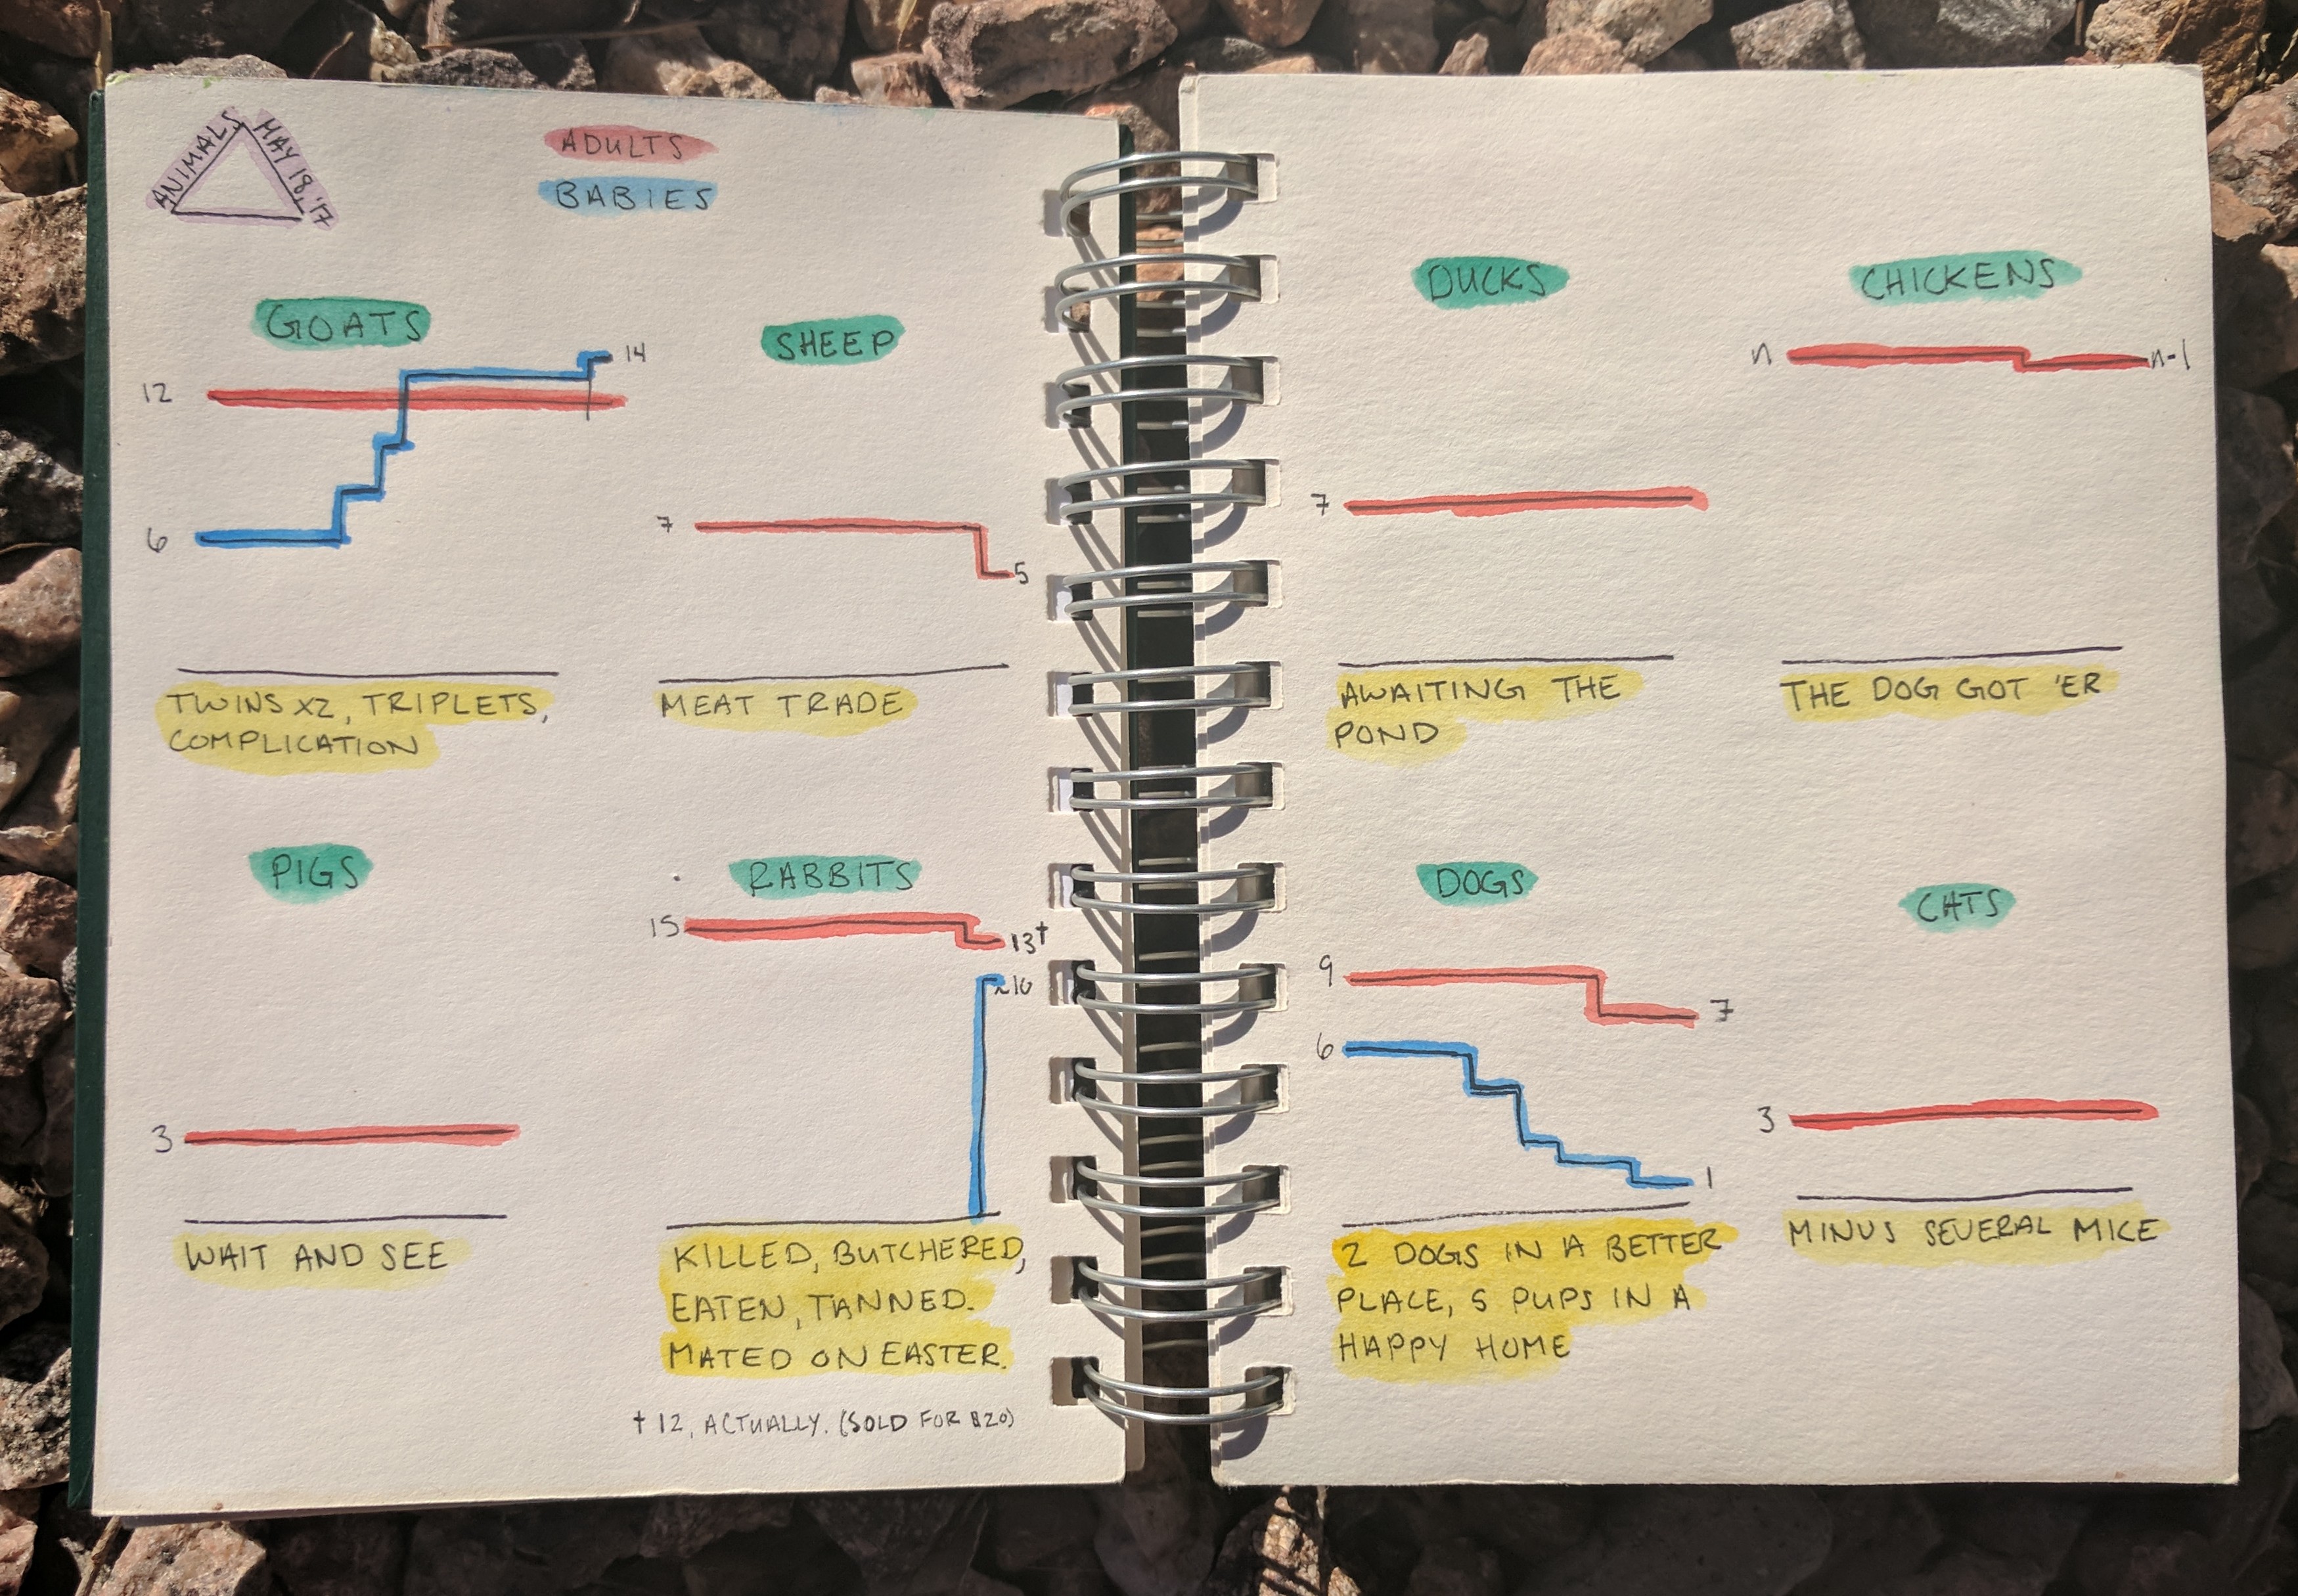 ANIMALS
MAY 18, '17
ADULTS
BABIES
GOATS
14
12
6
TWINS X2, TRIPLETS,
COMPLICATION
SHEEP
7
5
MEAT TRADE
PIGS
3
WAIT AND SEE
RABBITS
15
13†
~10
KILLED, BUTCHERED,
EATEN, TANNED.
MATED ON EASTER.
† 12, ACTUALLY. (SOLD FOR $20)
DUCKS
7
AWAITING THE
POND
CHICKENS
n
n-1
THE DOG GOT 'ER
DOGS
9
7
6
1
2 DOGS IN A BETTER
PLACE, 5 PUPS IN A
HAPPY HOME
CATS
3
MINUS SEVERAL MICE